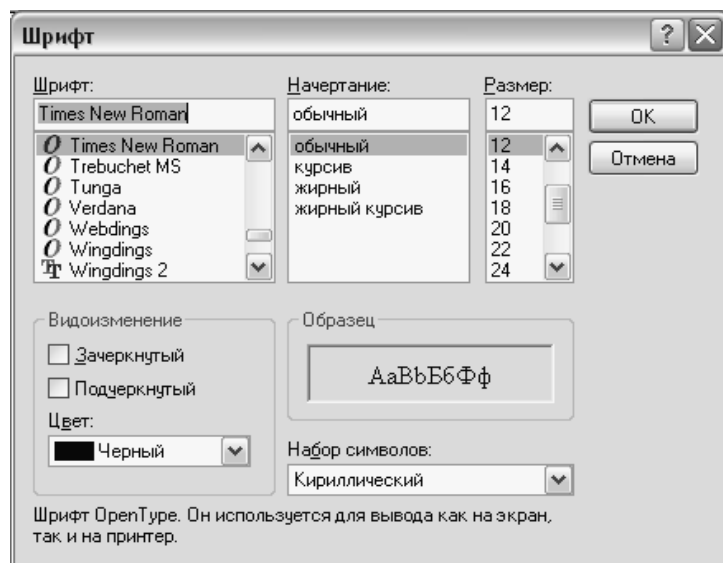 Шрифт
Шрифт: Начертание: Размер:
Times New Roman обычный 12 OK
Times New Roman обычный 12 Отмена
Trebuchet MS курсив 14
Tunga жирный 16
Verdana жирный курсив 18
Webdings 20
Wingdings 22
Wingdings 2 24
Видоизменение
Зачеркнутый
Подчеркнутый
Цвет:
Черный
Образец
АаВbБбФф
Набор символов:
Кириллический
Шрифт OpenType. Он используется для вывода как на экран,
так и на принтер.